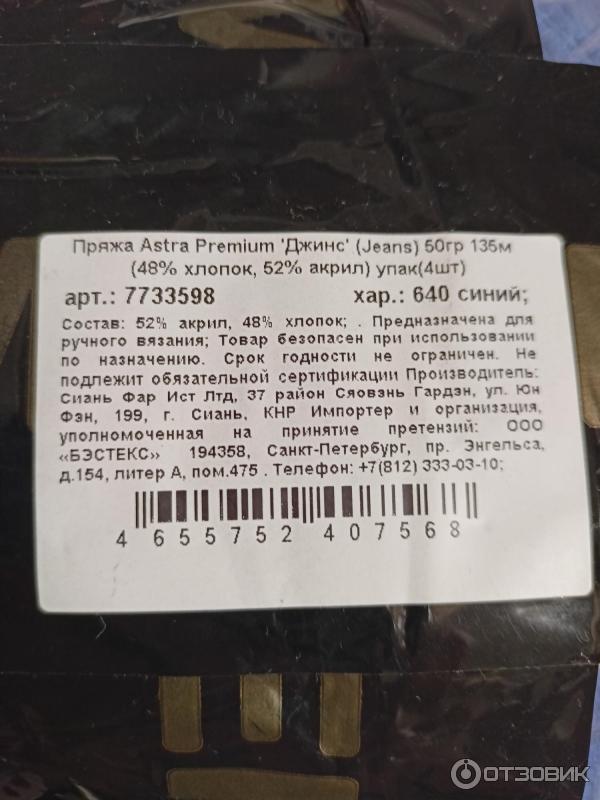 Пряжа Astra Premium 'Джинс' (Jeans) 50гр 135м
(48% хлопок, 52% акрил) упак(4шт)
арт.: 7733598 хар.: 640 синий;
Состав: 52% акрил, 48% хлопок; . Предназначена для
ручного вязания; Товар безопасен при использовании
по назначению. Срок годности не ограничен. Не
подлежит обязательной сертификации Производитель:
Сиань Фар Ист Лтд, 37 район Сяовэнь Гардэн, ул. Юн
Фэн, 199, г. Сиань, КНР Импортер и организация,
уполномоченная на принятие претензий: ООО
«БЭСТЕКС» 194358, Санкт-Петербург, пр. Энгельса,
д.154, литер А, пом.475 . Телефон: +7(812) 333-03-10;
4 655752 407568
ОТЗОВИК